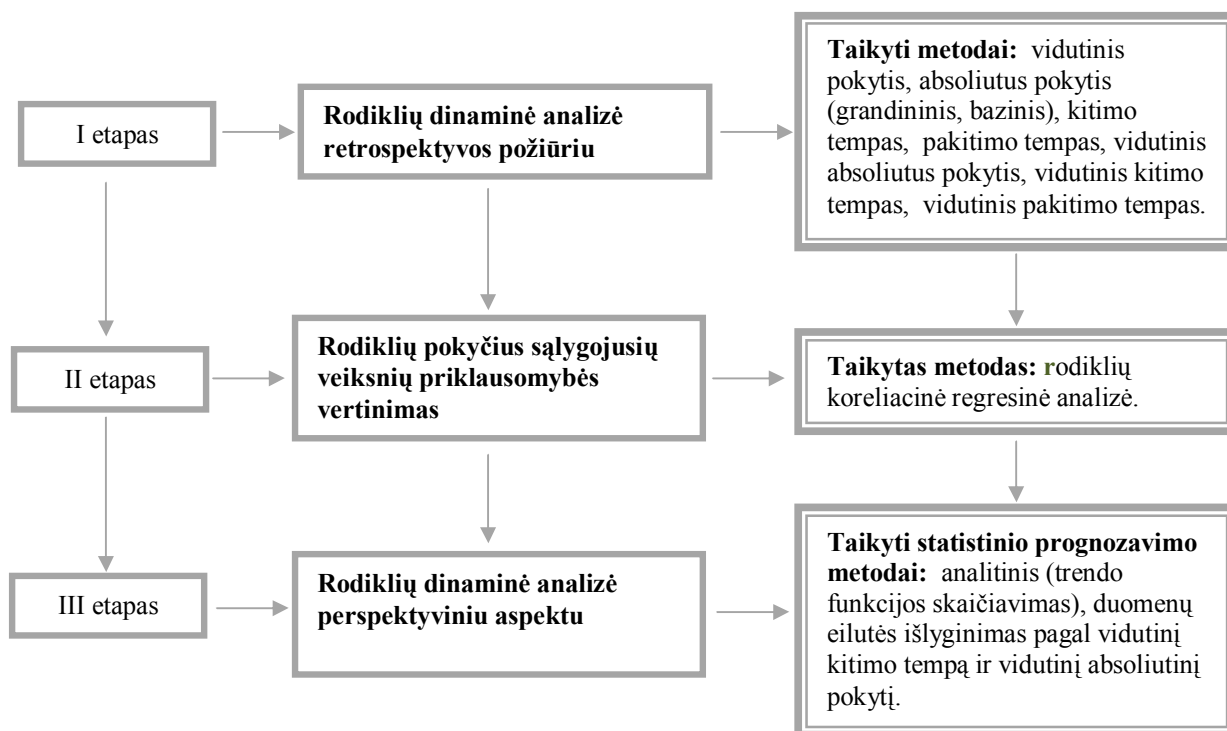 I etapas
Rodiklių dinaminė analizė
retrospektyvos požiūriu
Taikyti metodai: vidutinis
pokytis, absoliutus pokytis
(grandininis, bazinis), kitimo
tempas, pakitimo tempas, vidutinis
absoliutus pokytis, vidutinis kitimo
tempas, vidutinis pakitimo tempas.
II etapas
Rodiklių pokyčius sąlygojusių
veiksnių priklausomybės
vertinimas
Taikytas metodas: rodiklių
koreliacinė regresinė analizė.
III etapas
Rodiklių dinaminė analizė
perspektyviniu aspektu
Taikyti statistinio prognozavimo
metodai: analitinis (trendo
funkcijos skaičiavimas), duomenų
eilutės išlyginimas pagal vidutinį
kitimo tempą ir vidutinį absoliutinį
pokytį.